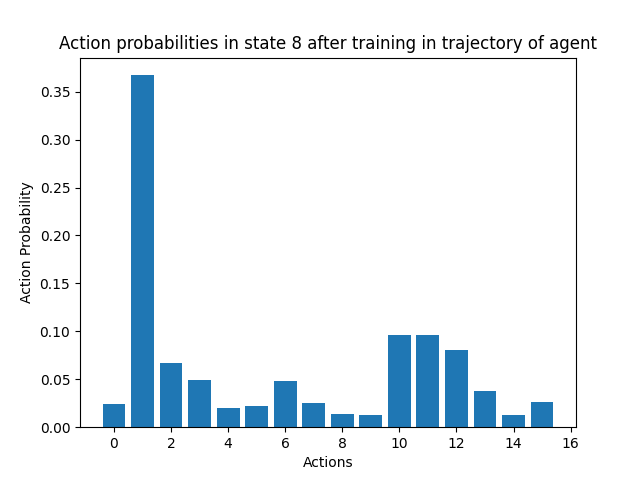 Action probabilities in state 8 after training in trajectory of agent
Action Probability
0.35
0.30
0.25
0.20
0.15
0.10
0.05
0.00
0 2 4 6 8 10 12 14 16
Actions